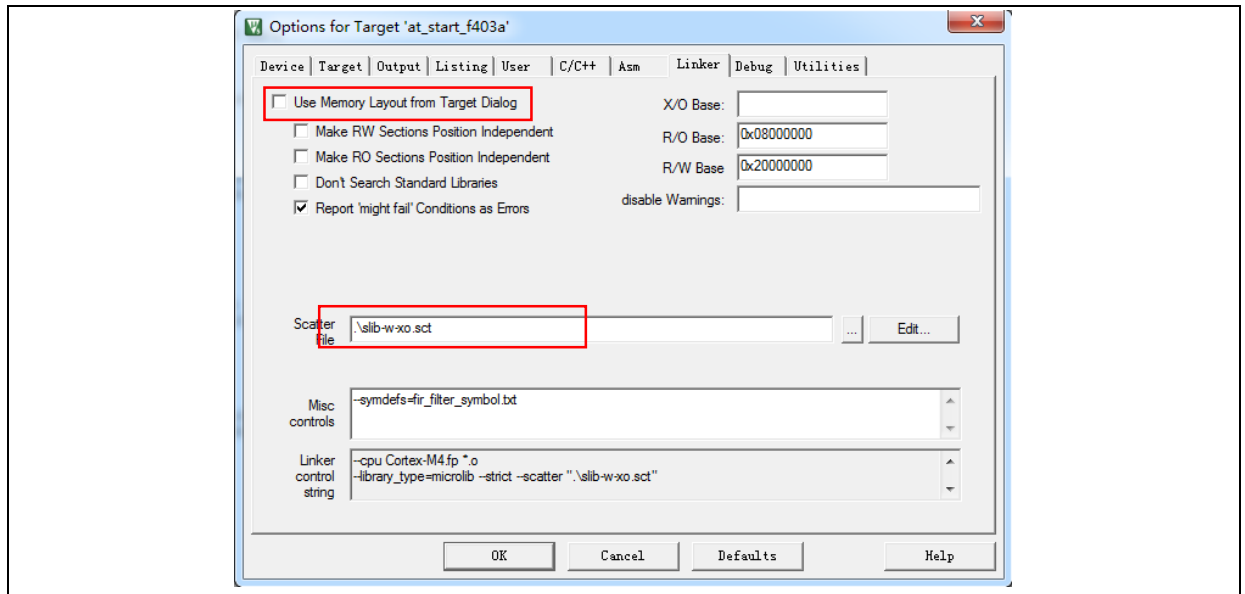 Options for Target 'at_start_f403a'
Device Target Output Listing User C/C++ Asm Linker Debug Utilities
Use Memory Layout from Target Dialog
X/O Base:
Make RW Sections Position Independent
R/O Base: 0x08000000
Make RO Sections Position Independent
R/W Base 0x20000000
Don't Search Standard Libraries
disable Warnings:
Report 'might fail' Conditions as Errors
Scatter
File
.\slib-w-xo.sct
... Edit...
Misc
controls
--symdefs=fir_filter_symbol.txt
Linker
control
string
--cpu Cortex-M4.fp *.o
--library_type=microlib --strict --scatter ".\slib-w-xo.sct"
OK Cancel Defaults Help